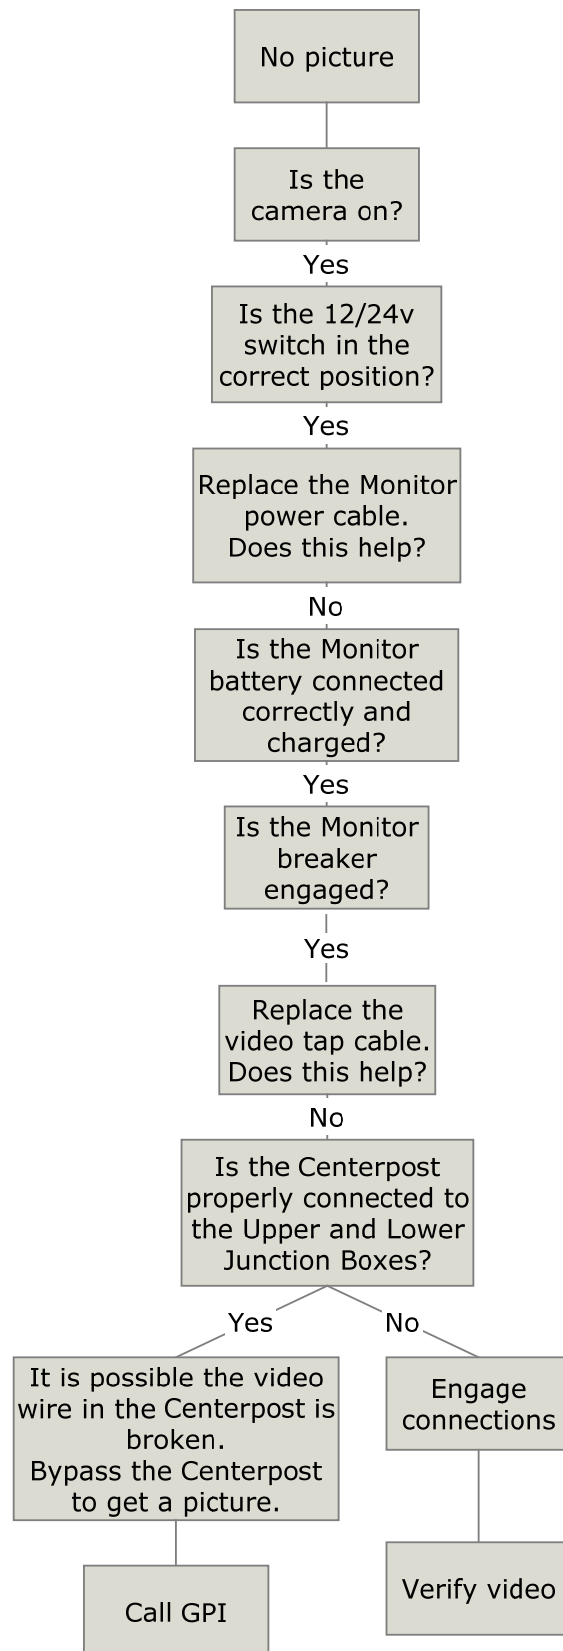 No picture
Is the
camera on?
Yes
Is the 12/24v
switch in the
correct position?
Yes
Replace the Monitor
power cable.
Does this help?
No
Is the Monitor
battery connected
correctly and
charged?
Yes
Is the Monitor
breaker
engaged?
Yes
Replace the
video tap cable.
Does this help?
No
Is the Centerpost
properly connected to
the Upper and Lower
Junction Boxes?
Yes
No
It is possible the video
wire in the Centerpost is
broken.
Bypass the Centerpost
to get a picture.
Engage
connections
Call GPI
Verify video